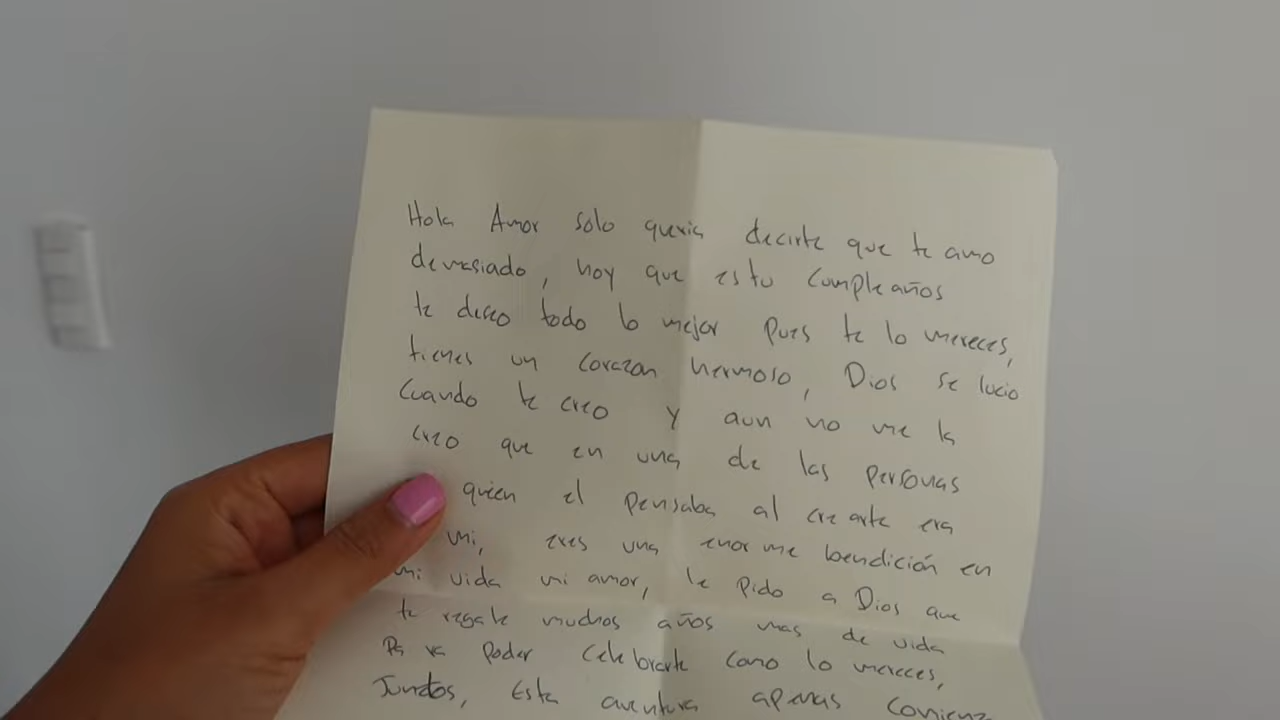 Hola Amor solo queria decirte que te amo
demasiado, hoy que es tu cumpleaños
te deseo todo lo mejor pues te lo mereces,
tienes un corazon hermoso, Dios se lucio
cuando te creo y aun no me la
creo que en una de las personas
quien el pensaba al crearte era
mi, eres una enorme bendición en
mi vida mi amor, le pido a Dios que
te regale muchos años mas de vida
Pa ra poder celebrarte como lo mereces,
Juntos, Esta aventura apenas